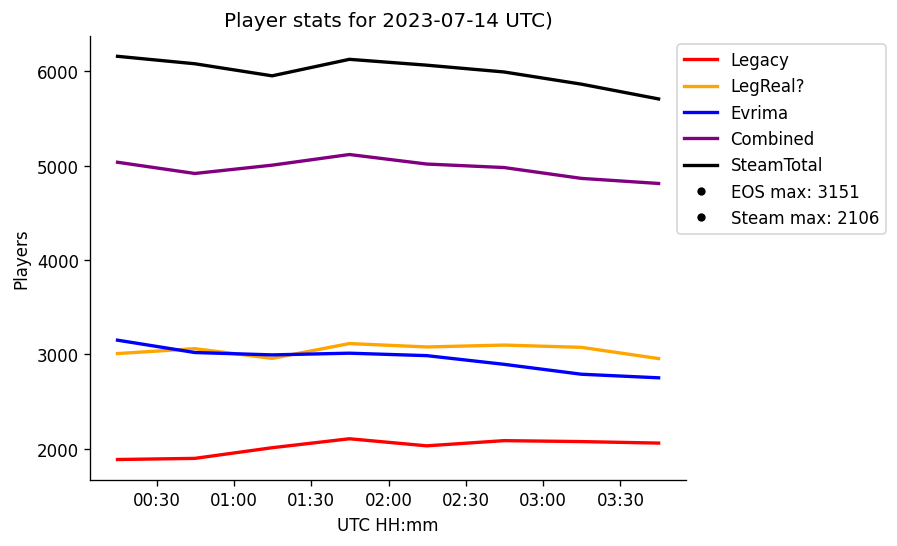 Player stats for 2023-07-14 UTC)
Legacy
LegReal?
Evrima
Combined
SteamTotal
EOS max: 3151
Steam max: 2106
6000
5000
4000
3000
2000
Players
00:30
01:00
01:30
02:00
02:30
03:00
03:30
UTC HH:mm